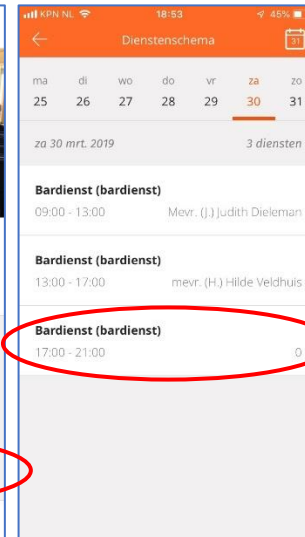 KPN NL 18:53 45%
Dienstenschema 31
ma di wo do vr za zo
25 26 27 28 29 30 31
za 30 mrt. 2019 3 diensten
Bardienst (bardienst)
09:00 - 13:00 Mevr. (J.) Judith Dieleman
Bardienst (bardienst)
13:00 - 17:00 mevr. (H.) Hilde Veldhuis
Bardienst (bardienst)
17:00 - 21:00 0